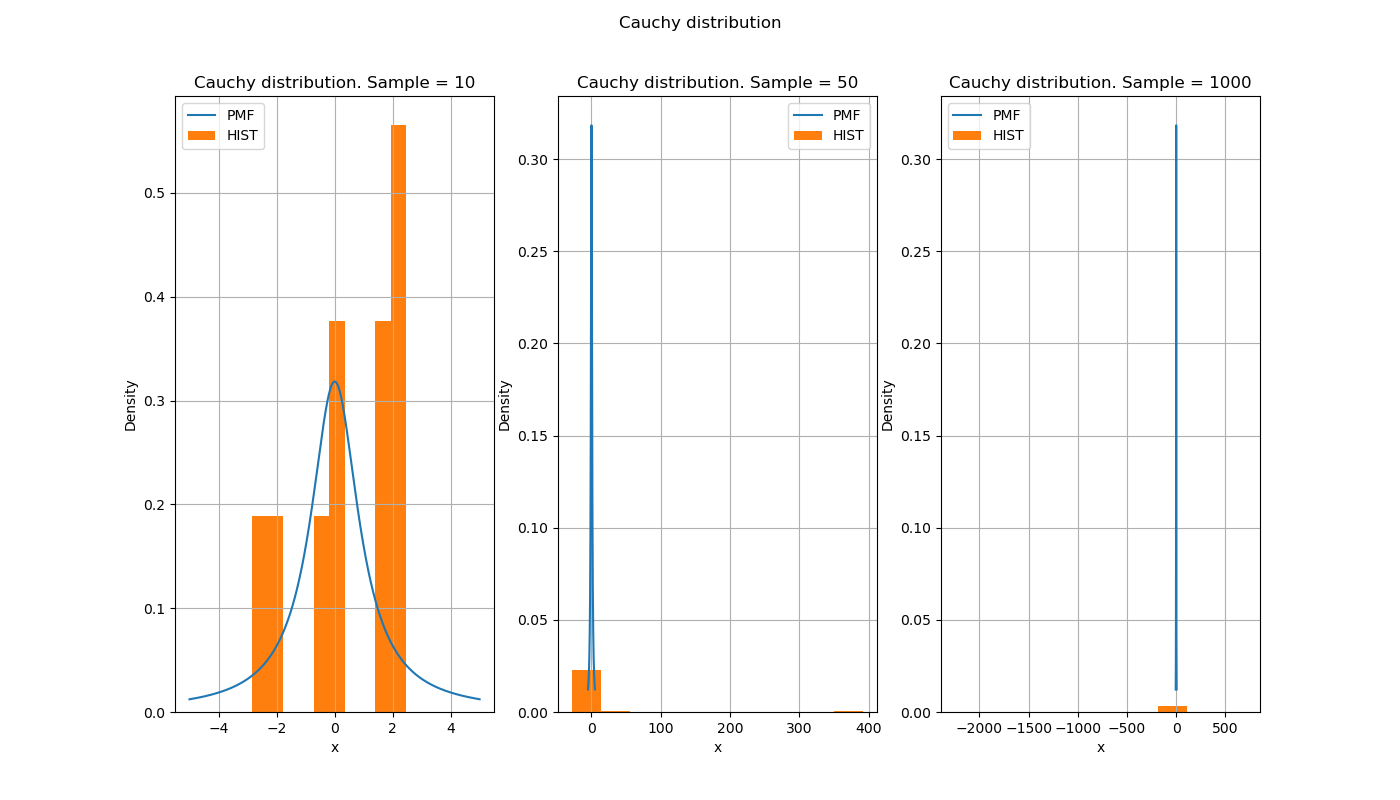 Cauchy distribution
Cauchy distribution. Sample = 10
PMF
HIST
Density
0.5
0.4
0.3
0.2
0.1
0.0
−4 −2 0 2 4
x
Cauchy distribution. Sample = 50
PMF
HIST
Density
0.30
0.25
0.20
0.15
0.10
0.05
0.00
0 100 200 300 400
x
Cauchy distribution. Sample = 1000
PMF
HIST
Density
0.30
0.25
0.20
0.15
0.10
0.05
0.00
−2000 −1500 −1000 −500 0 500
x